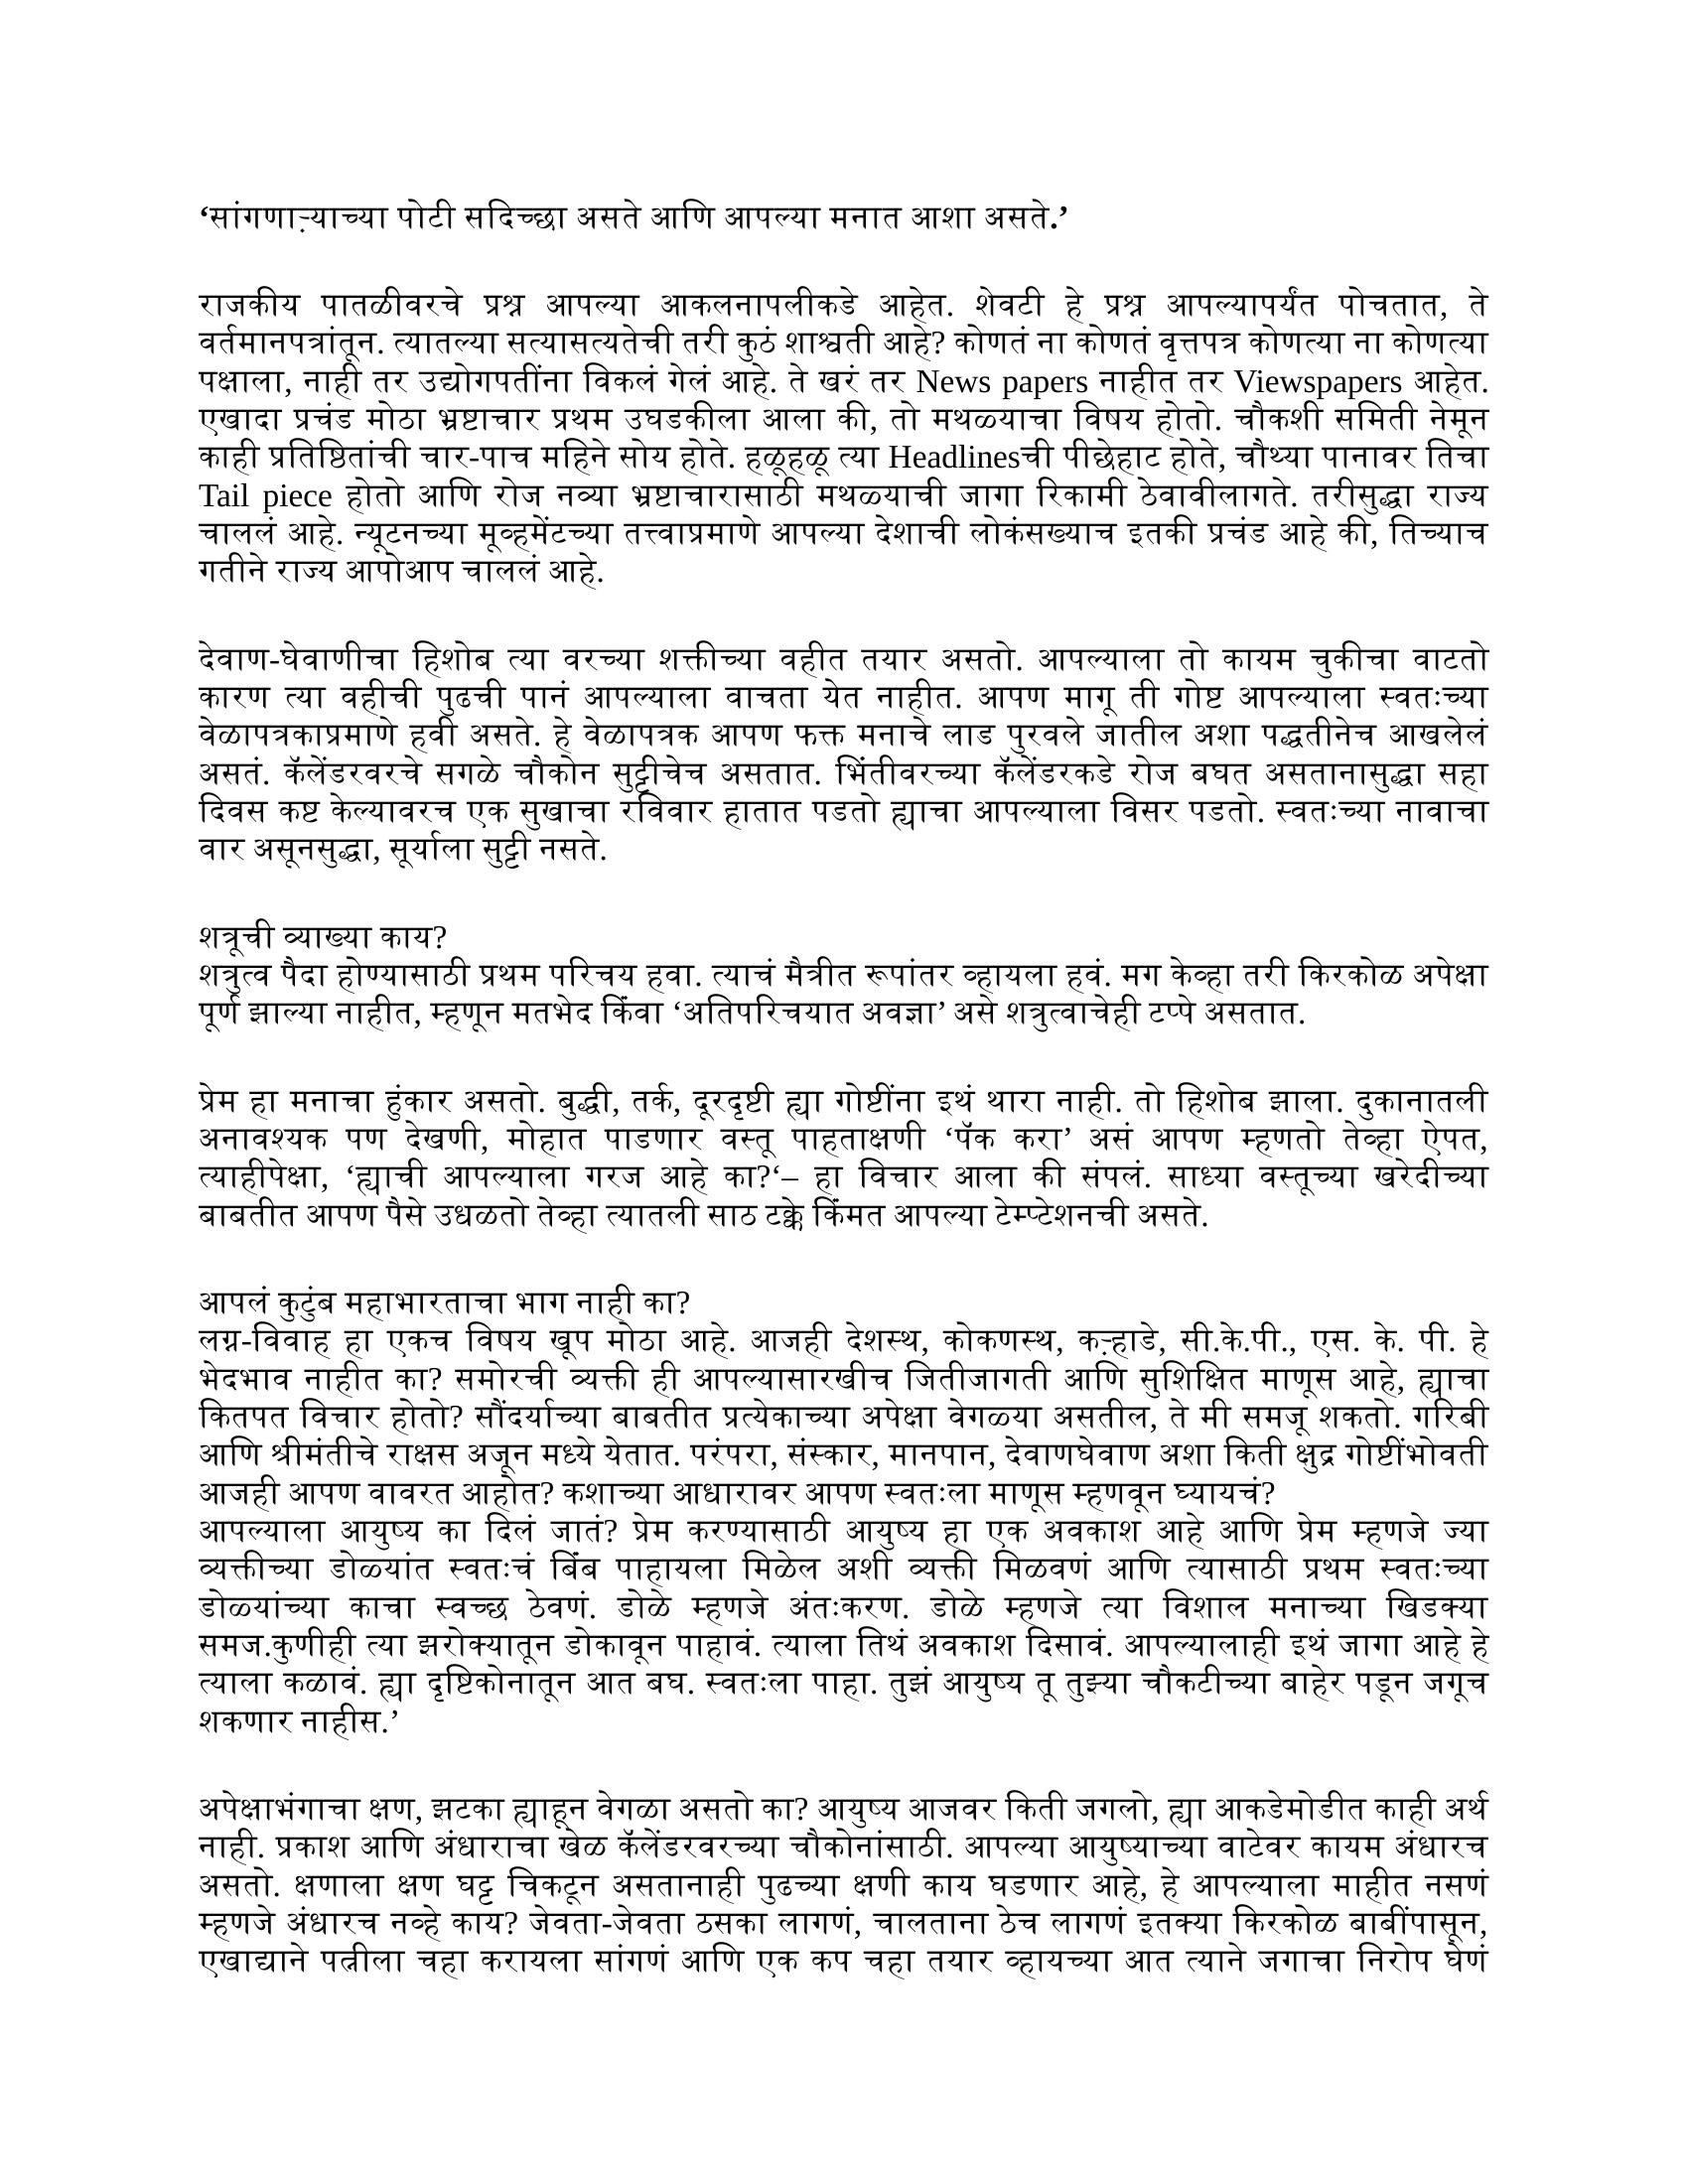 ‘सांगणाऱ्याच्या पोटी सदिच्छा असते आणि आपल्या मनात आशा असते.’
राजकीय पातळीवरचे प्रश्न आपल्या आकलनापलीकडे आहेत. शेवटी हे प्रश्न आपल्यापर्यंत पोचतात, ते
वर्तमानपत्रांतून. त्यातल्या सत्यासत्यतेची तरी कुठं शाश्वती आहे? कोणतं ना कोणतं वृत्तपत्र कोणत्या ना कोणत्या
पक्षाला, नाही तर उद्योगपतींना विकलं गेलं आहे. ते खरं तर News papers नाहीत तर Viewspapers आहेत.
एखादा प्रचंड मोठा भ्रष्टाचार प्रथम उघडकीला आला की, तो मथळ्याचा विषय होतो. चौकशी समिती नेमून
काही प्रतिष्ठितांची चार-पाच महिने सोय होते. हळूहळू त्या Headlinesची पीछेहाट होते, चौथ्या पानावर तिचा
Tail piece होतो आणि रोज नव्या भ्रष्टाचारासाठी मथळ्याची जागा रिकामी ठेवावीलागते. तरीसुद्धा राज्य
चाललं आहे. न्यूटनच्या मूव्हमेंटच्या तत्त्वाप्रमाणे आपल्या देशाची लोकंसख्याच इतकी प्रचंड आहे की, तिच्याच
गतीने राज्य आपोआप चाललं आहे.
देवाण-घेवाणीचा हिशोब त्या वरच्या शक्तीच्या वहीत तयार असतो. आपल्याला तो कायम चुकीचा वाटतो
कारण त्या वहीची पुढची पानं आपल्याला वाचता येत नाहीत. आपण मागू ती गोष्ट आपल्याला स्वतःच्या
वेळापत्रकाप्रमाणे हवी असते. हे वेळापत्रक आपण फक्त मनाचे लाड पुरवले जातील अशा पद्धतीनेच आखलेलं
असतं. कॅलेंडरवरचे सगळे चौकोन सुट्टीचेच असतात. भिंतीवरच्या कॅलेंडरकडे रोज बघत असतानासुद्धा सहा
दिवस कष्ट केल्यावरच एक सुखाचा रविवार हातात पडतो ह्याचा आपल्याला विसर पडतो. स्वतःच्या नावाचा
वार असूनसुद्धा, सूर्याला सुट्टी नसते.
शत्रूची व्याख्या काय?
शत्रुत्व पैदा होण्यासाठी प्रथम परिचय हवा. त्याचं मैत्रीत रूपांतर व्हायला हवं. मग केव्हा तरी किरकोळ अपेक्षा
पूर्ण झाल्या नाहीत, म्हणून मतभेद किंवा ‘अतिपरिचयात अवज्ञा’ असे शत्रुत्वाचेही टप्पे असतात.
प्रेम हा मनाचा हुंकार असतो. बुद्धी, तर्क, दूरदृष्टी ह्या गोष्टींना इथं थारा नाही. तो हिशोब झाला. दुकानातली
अनावश्यक पण देखणी, मोहात पाडणार वस्तू पाहताक्षणी ‘पॅक करा’ असं आपण म्हणतो तेव्हा ऐपत,
त्याहीपेक्षा, ‘ह्याची आपल्याला गरज आहे का?‘– हा विचार आला की संपलं. साध्या वस्तूच्या खरेदीच्या
बाबतीत आपण पैसे उधळतो तेव्हा त्यातली साठ टक्के किंमत आपल्या टेम्प्टेशनची असते.
आपलं कुटुंब महाभारताचा भाग नाही का?
लग्न-विवाह हा एकच विषय खूप मोठा आहे. आजही देशस्थ, कोकणस्थ, कऱ्हाडे, सी.के.पी., एस. के. पी. हे
भेदभाव नाहीत का? समोरची व्यक्ती ही आपल्यासारखीच जितीजागती आणि सुशिक्षित माणूस आहे, ह्याचा
कितपत विचार होतो? सौंदर्याच्या बाबतीत प्रत्येकाच्या अपेक्षा वेगळ्या असतील, ते मी समजू शकतो. गरिबी
आणि श्रीमंतीचे राक्षस अजून मध्ये येतात. परंपरा, संस्कार, मानपान, देवाणघेवाण अशा किती क्षुद्र गोष्टींभोवती
आजही आपण वावरत आहोत? कशाच्या आधारावर आपण स्वतःला माणूस म्हणवून घ्यायचं?
आपल्याला आयुष्य का दिलं जातं? प्रेम करण्यासाठी आयुष्य हा एक अवकाश आहे आणि प्रेम म्हणजे ज्या
व्यक्तीच्या डोळ्यांत स्वतःचं बिंब पाहायला मिळेल अशी व्यक्ती मिळवणं आणि त्यासाठी प्रथम स्वतःच्या
डोळ्यांच्या काचा स्वच्छ ठेवणं. डोळे म्हणजे अंतःकरण. डोळे म्हणजे त्या विशाल मनाच्या खिडक्या
समज.कुणीही त्या झरोक्यातून डोकावून पाहावं. त्याला तिथं अवकाश दिसावं. आपल्यालाही इथं जागा आहे हे
त्याला कळावं. ह्या दृष्टिकोनातून आत बघ. स्वतःला पाहा. तुझं आयुष्य तू तुझ्या चौकटीच्या बाहेर पडून जगूच
शकणार नाहीस.’
अपेक्षाभंगाचा क्षण, झटका ह्याहून वेगळा असतो का? आयुष्य आजवर किती जगलो, ह्या आकडेमोडीत काही अर्थ
नाही. प्रकाश आणि अंधाराचा खेळ कॅलेंडरवरच्या चौकोनांसाठी. आपल्या आयुष्याच्या वाटेवर कायम अंधारच
असतो. क्षणाला क्षण घट्ट चिकटून असतानाही पुढच्या क्षणी काय घडणार आहे, हे आपल्याला माहीत नसणं
म्हणजे अंधारच नव्हे काय? जेवता-जेवता ठसका लागणं, चालताना ठेच लागणं इतक्या किरकोळ बाबींपासून,
एखाद्याने पत्नीला चहा करायला सांगणं आणि एक कप चहा तयार व्हायच्या आत त्याने जगाचा निरोप घेणं